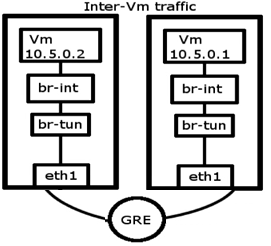 Inter-Vm traffic
Vm
10.5.0.2
br-int
br-tun
eth1
Vm
10.5.0.1
br-int
br-tun
eth1
GRE